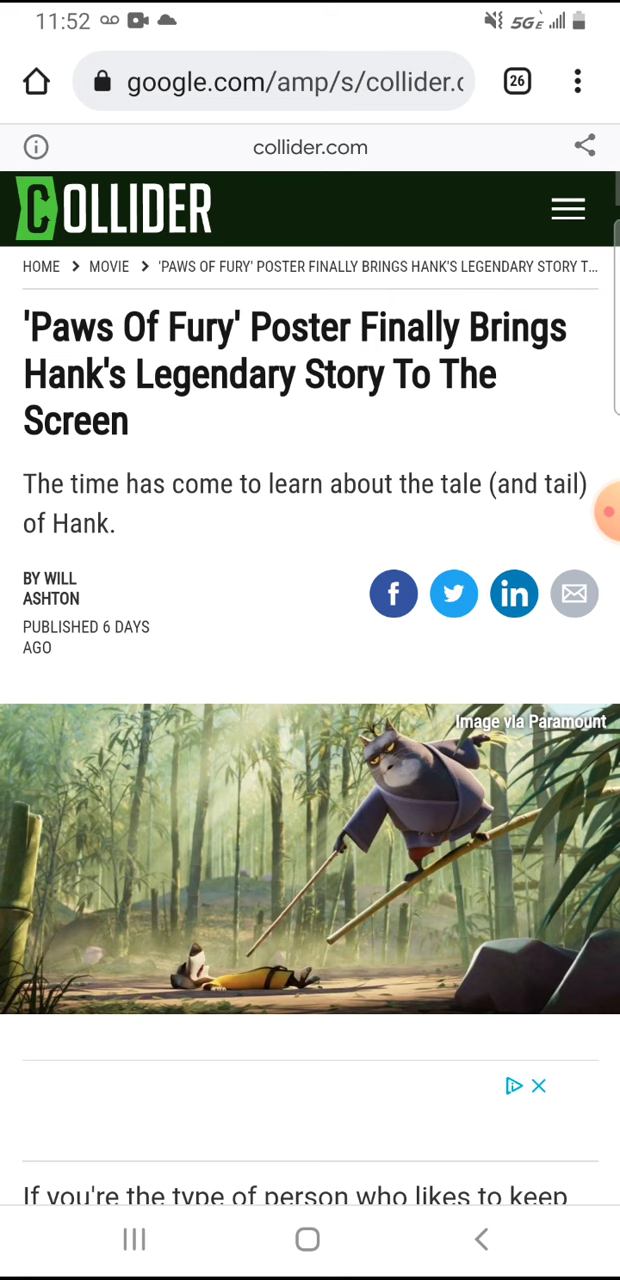 11:52
5GE
google.com/amp/s/collider.c
26
collider.com
COLLIDER
HOME > MOVIE > 'PAWS OF FURY' POSTER FINALLY BRINGS HANK'S LEGENDARY STORY T...
'Paws Of Fury' Poster Finally Brings
Hank's Legendary Story To The
Screen
The time has come to learn about the tale (and tail)
of Hank.
BY WILL
ASHTON
PUBLISHED 6 DAYS
AGO
f
in
Image via Paramount
If you're the type of person who likes to keep